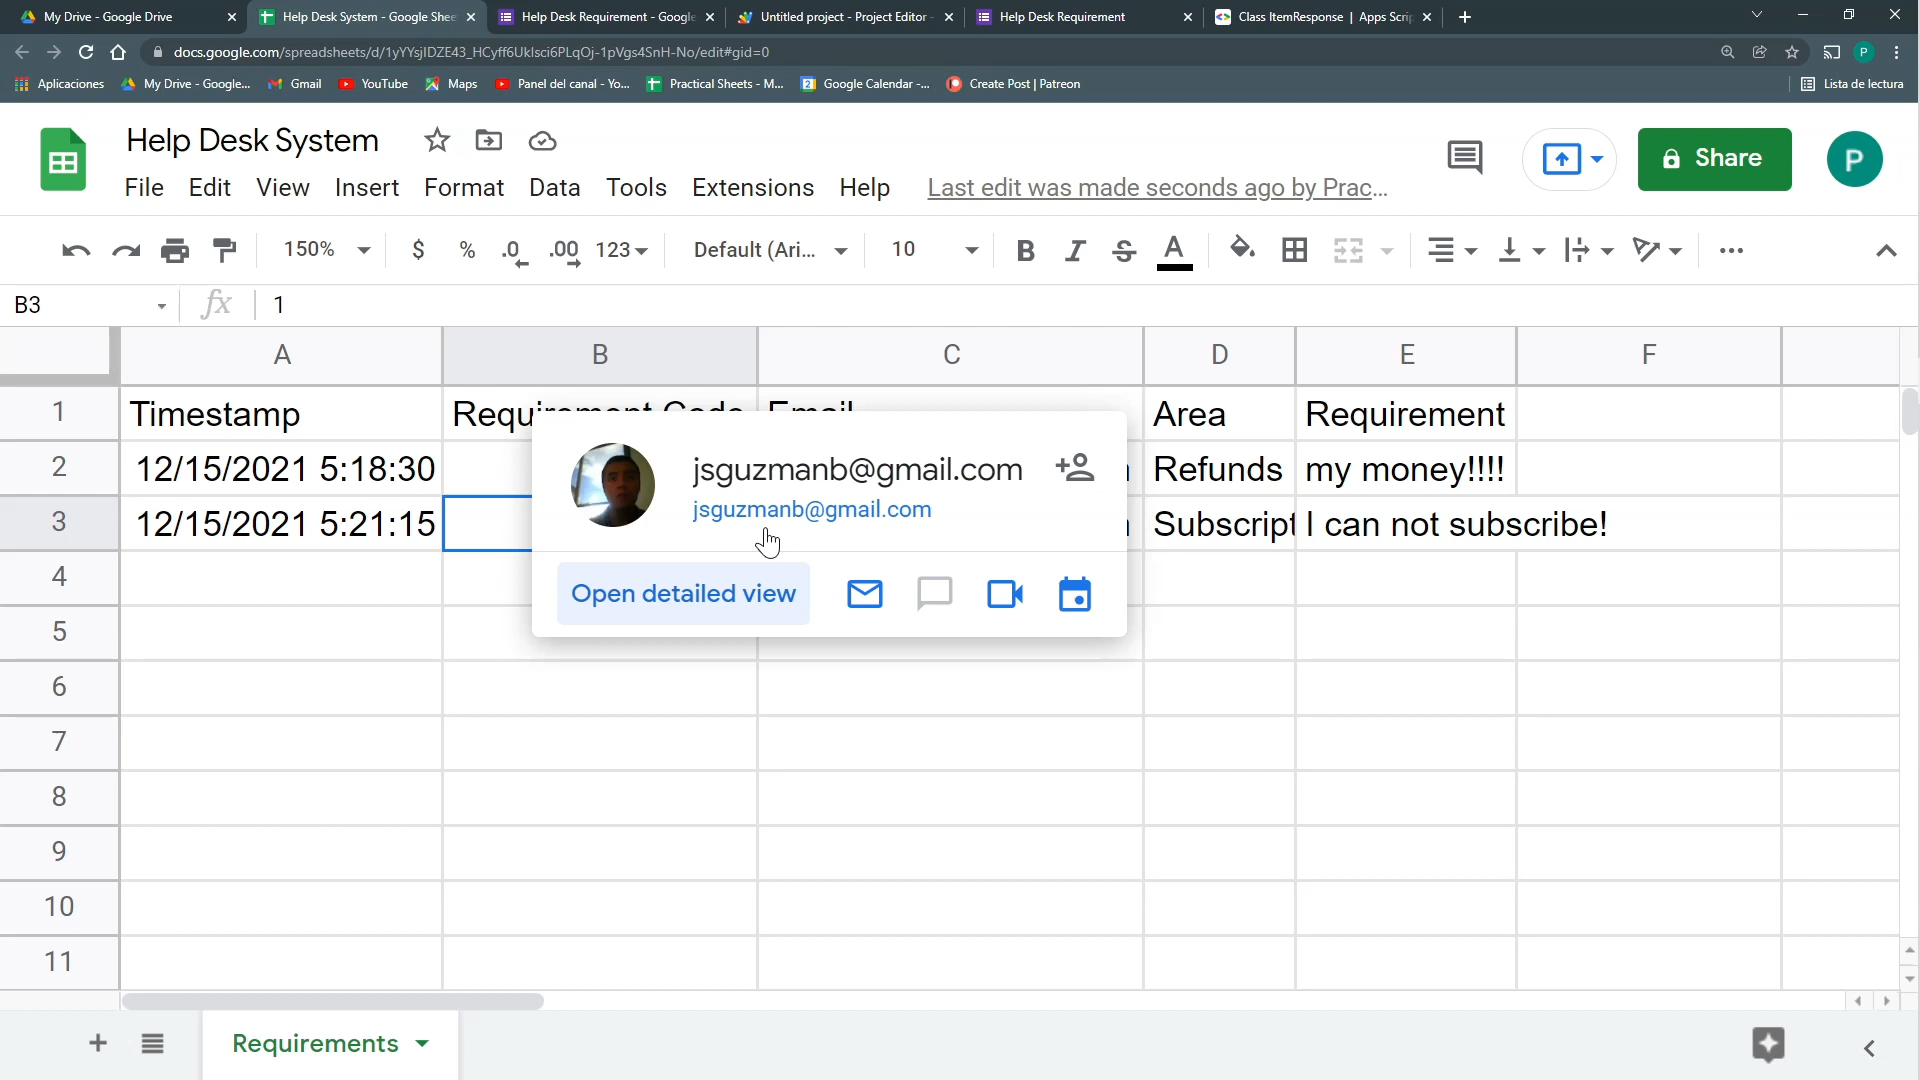 My Drive - Google Drive
Help Desk System - Google Shee
Help Desk Requirement - Google
Untitled project - Project Editor
Help Desk Requirement
Class ItemResponse | Apps Scrip
docs.google.com/spreadsheets/d/1yYYsjIDZE43_HCyff6UkIsci6PLqOj-1pVgs4SnH-No/edit#gid=0
P
Aplicaciones
My Drive - Google...
Gmail
YouTube
Maps
Panel del canal - Yo...
Practical Sheets - M...
Google Calendar -...
Create Post | Patreon
Lista de lectura
Help Desk System
Share
P
File Edit View Insert Format Data Tools Extensions Help
Last edit was made seconds ago by Prac...
150% $ % .0 .00 123 Default (Ari... 10 B I S A
B3 fx 1
A B C D E F
1 Timestamp Requirement Code Email Area Requirement
2 12/15/2021 5:18:30 Refunds my money!!!!
3 12/15/2021 5:21:15 Subscript I can not subscribe!
jsguzmanb@gmail.com
jsguzmanb@gmail.com
Open detailed view
4
5
6
7
8
9
10
11
Requirements